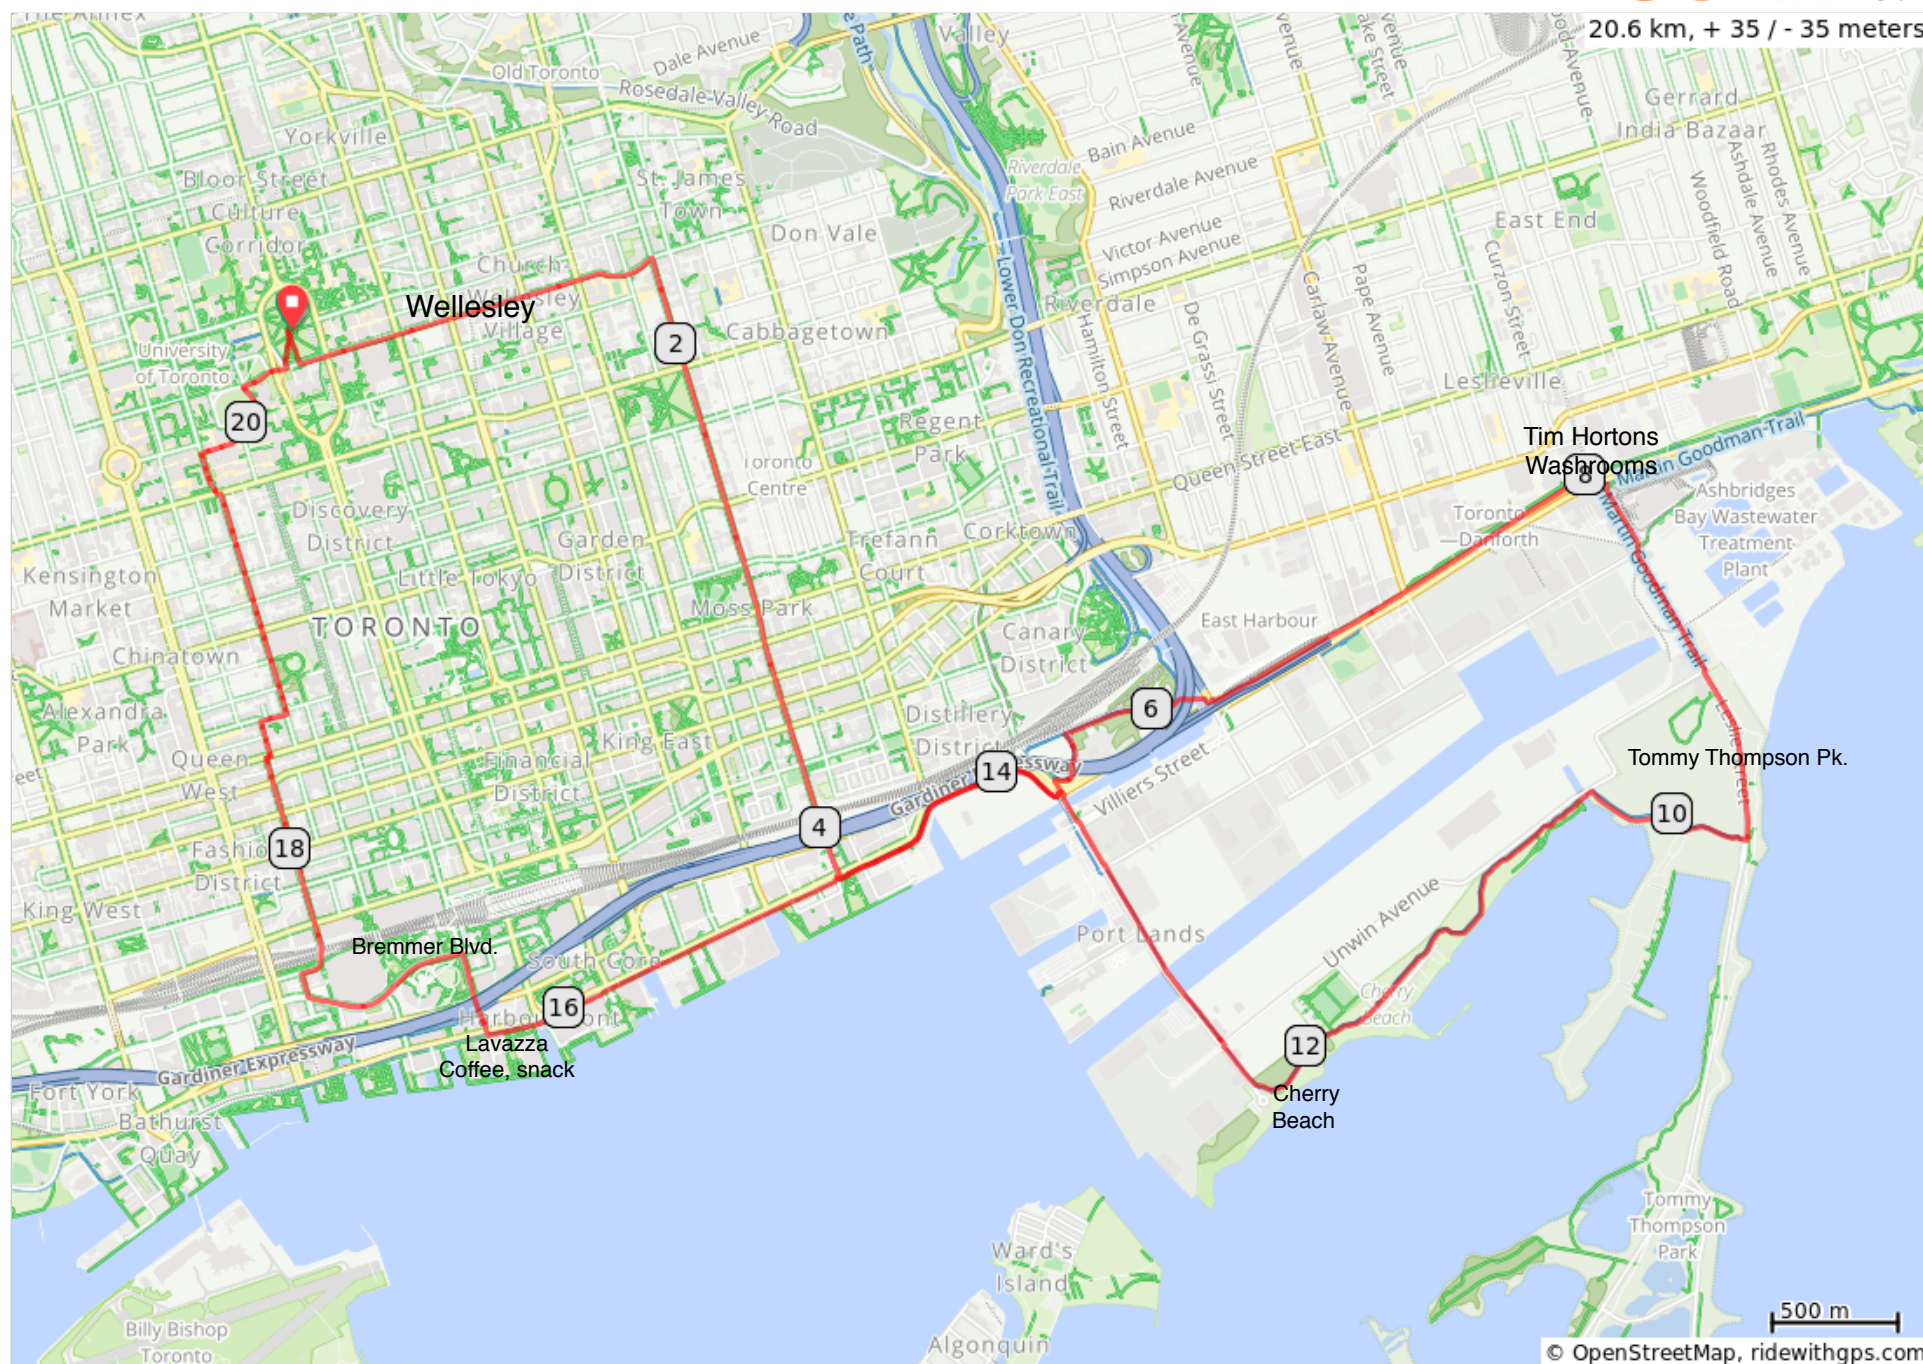 20.6 km, + 35 / - 35 meters
Valley
Dale Avenue
Old Toronto
Rosedale Valley Road
Gerrard
India Bazaar
Yorkville
Bain Avenue
Riverdale
Park East
Riverdale Avenue
Bloor Street
Culture
Corridor
St. James
Town
Don Vale
Victor Avenue
Simpson Avenue
East End
Rhodes Avenue
Ashdale Avenue
Woodfield Road
Curzon Street
Church-
Wellesley
Village
Wellesley
Riverdale
Cabbagetown
University
of Toronto
2
Lower Don Recreational Trail
Hamilton Street
De Grassi Street
Carlaw Avenue
Pape Avenue
Leslieville
20
Regent
Park
Queen Street East
Tim Hortons
Washrooms
8
Martin Goodman Trail
Toronto
Centre
Discovery
District
Garden
District
Trefann
Court
Corktown
Toronto
—Danforth
Ashbridges
Bay Wastewater
Treatment
Plant
Kensington
Market
Little Tokyo
Moss Park
TORONTO
Canary
District
East Harbour
Martin Goodman Trail
Chinatown
Alexandra
Park
Queen
West
Financial
District
King East
Distillery
District
6
14
Gardiner Expressway
Villiers Street
Leslie Street
Tommy Thompson Pk.
10
4
18
Fashion
District
King West
Bremmer Blvd.
South Core
16
Harbourfront
Lavazza
Coffee, snack
Port Lands
Unwin Avenue
Cherry
Beach
12
Cherry
Beach
Gardiner Expressway
Fort York
Bathurst
Quay
Ward's
Island
Algonquin
Tommy
Thompson
Park
Billy Bishop
Toronto
500 m
© OpenStreetMap, ridewithgps.com